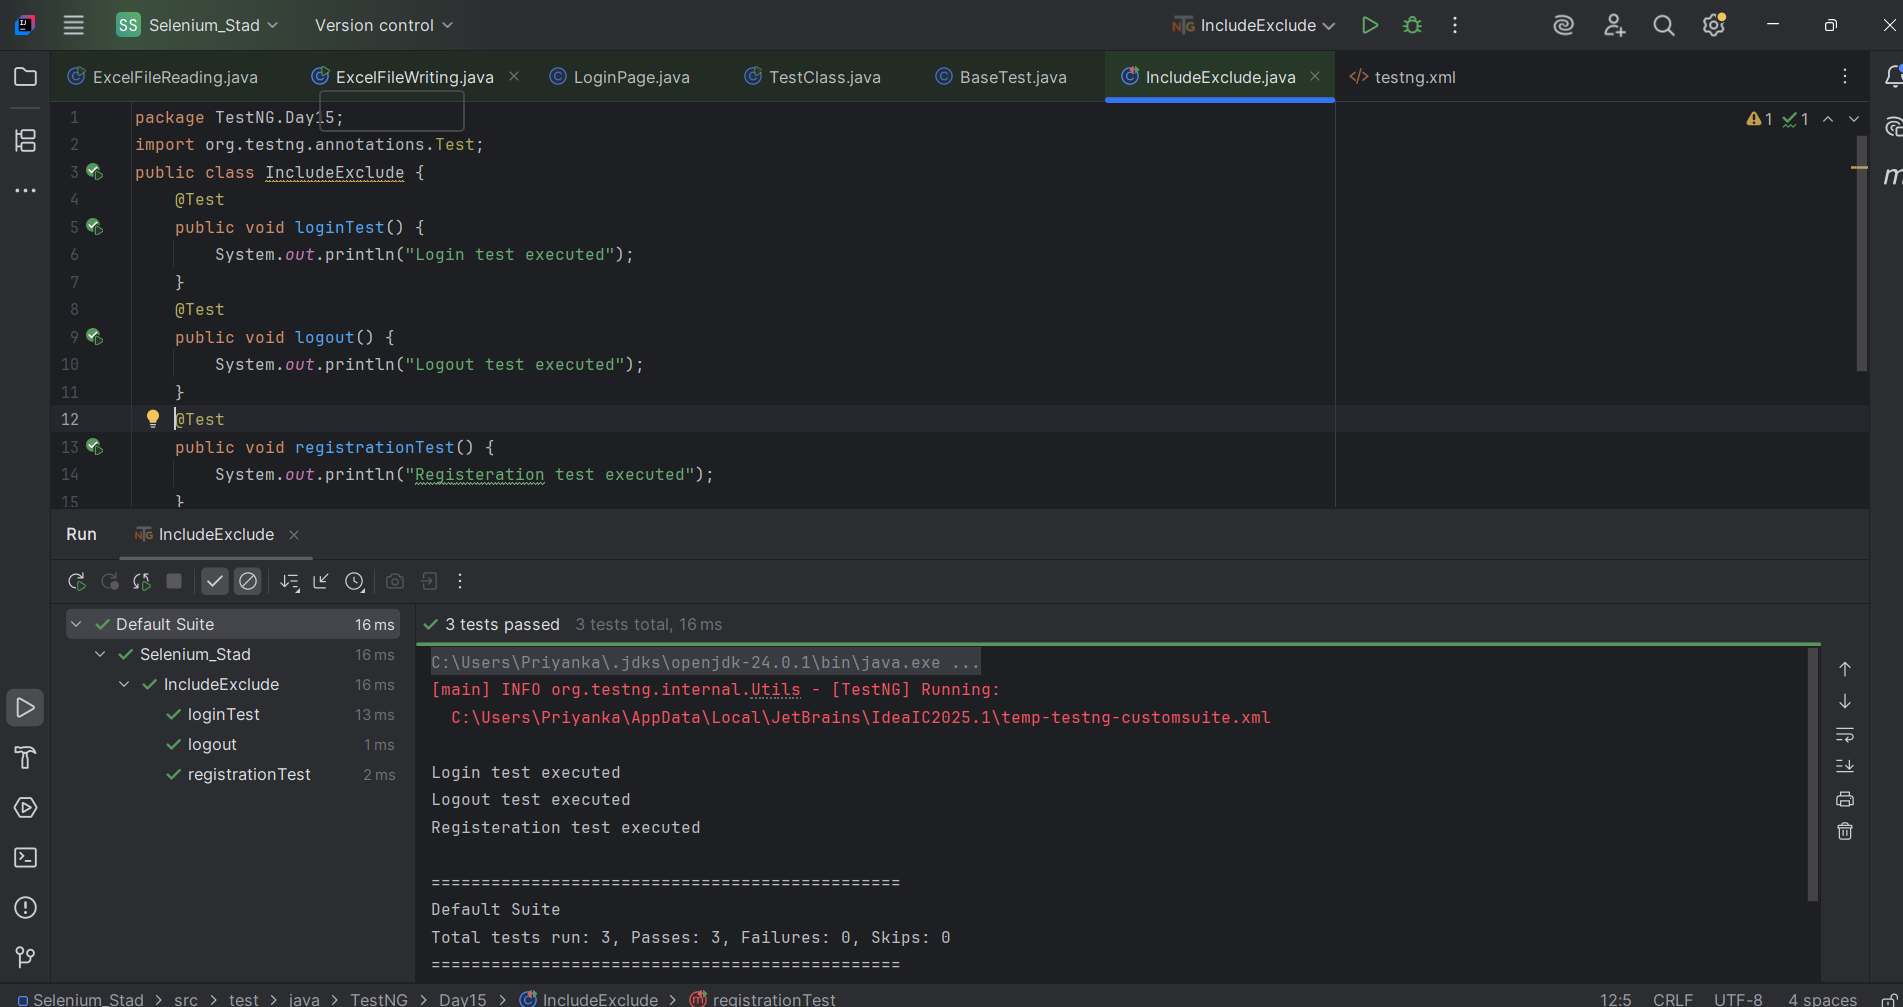 SS Selenium_Stad Version control IncludeExclude
ExcelFileReading.java ExcelFileWriting.java LoginPage.java TestClass.java BaseTest.java IncludeExclude.java testng.xml
1 package TestNG.Day15; 1 1
2 import org.testng.annotations.Test;
3 public class IncludeExclude {
4 @Test
5 public void loginTest() {
6 System.out.println("Login test executed");
7 }
8 @Test
9 public void logout() {
10 System.out.println("Logout test executed");
11 }
12 @Test
13 public void registrationTest() {
14 System.out.println("Registeration test executed");
15 }
Run IncludeExclude
Default Suite 16 ms
Selenium_Stad 16 ms
IncludeExclude 16 ms
loginTest 13 ms
logout 1 ms
registrationTest 2 ms
3 tests passed 3 tests total, 16 ms
C:\Users\Priyanka\.jdks\openjdk-24.0.1\bin\java.exe ...
[main] INFO org.testng.internal.Utils - [TestNG] Running:
C:\Users\Priyanka\AppData\Local\JetBrains\IdeaIC2025.1\temp-testng-customsuite.xml
Login test executed
Logout test executed
Registeration test executed
===============================================
Default Suite
Total tests run: 3, Passes: 3, Failures: 0, Skips: 0
===============================================
Selenium_Stad > src > test > java > TestNG > Day15 > IncludeExclude > registrationTest 12:5 CRLF UTF-8 4 spaces